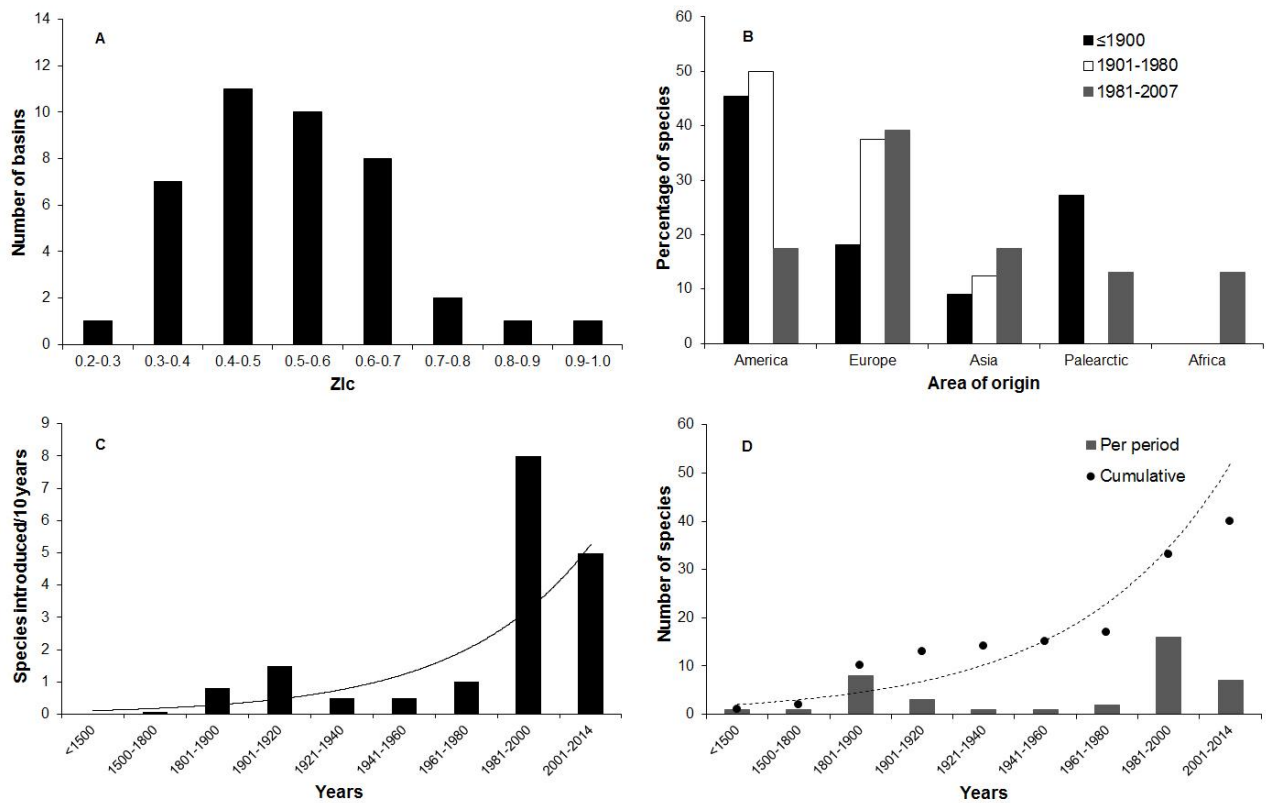 A
Number of basins
14
12
10
8
6
4
2
0
0.2-0.3 0.3-0.4 0.4-0.5 0.5-0.6 0.6-0.7 0.7-0.8 0.8-0.9 0.9-1.0
ZIc
B
Percentage of species
60
50
40
30
20
10
0
≤1900
1901-1980
1981-2007
America Europe Asia Palearctic Africa
Area of origin
C
Species introduced/10 years
9
8
7
6
5
4
3
2
1
0
<1500 1500-1800 1801-1900 1901-1920 1921-1940 1941-1960 1961-1980 1981-2000 2001-2014
Years
D
Number of species
60
50
40
30
20
10
0
Per period
Cumulative
<1500 1500-1800 1801-1900 1901-1920 1921-1940 1941-1960 1961-1980 1981-2000 2001-2014
Years